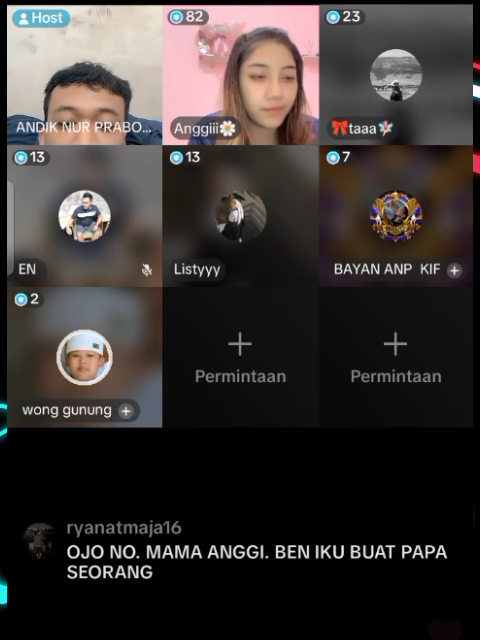 Host
82
23
ANDIK NUR PRABO...
Anggiii🌼
🎀taaa🧚
13
13
7
EN
Listyyy
BAYAN ANP KIF
2
wong gunung
Permintaan
Permintaan
ryanatmaja16
OJO NO. MAMA ANGGI. BEN IKU BUAT PAPA
SEORANG